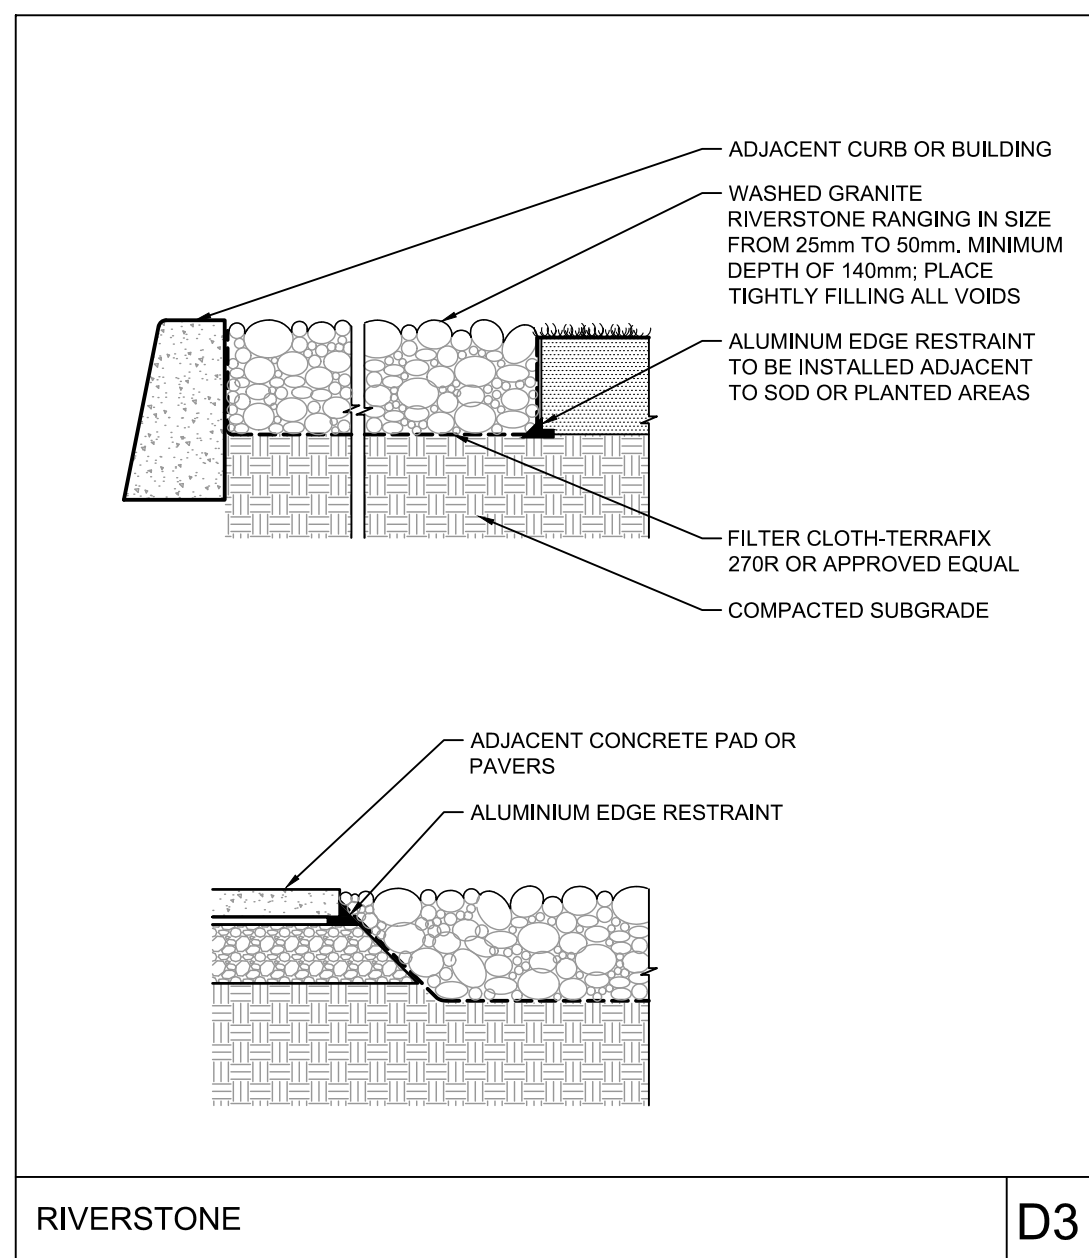 ADJACENT CURB OR BUILDING
WASHED GRANITE
RIVERSTONE RANGING IN SIZE
FROM 25mm TO 50mm. MINIMUM
DEPTH OF 140mm; PLACE
TIGHTLY FILLING ALL VOIDS
ALUMINUM EDGE RESTRAINT
TO BE INSTALLED ADJACENT
TO SOD OR PLANTED AREAS
FILTER CLOTH-TERRAFIX
270R OR APPROVED EQUAL
COMPACTED SUBGRADE
ADJACENT CONCRETE PAD OR
PAVERS
ALUMINIUM EDGE RESTRAINT
RIVERSTONE
D3